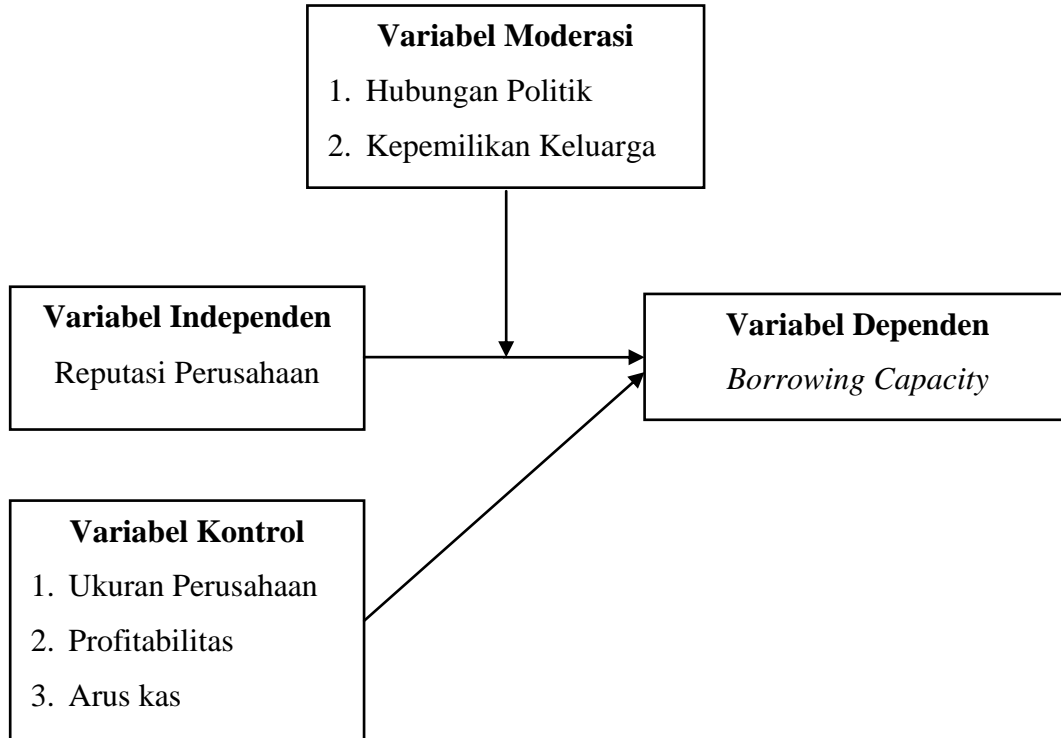 Variabel Moderasi
1. Hubungan Politik
2. Kepemilikan Keluarga
Variabel Independen
Reputasi Perusahaan
Variabel Dependen
Borrowing Capacity
Variabel Kontrol
1. Ukuran Perusahaan
2. Profitabilitas
3. Arus kas